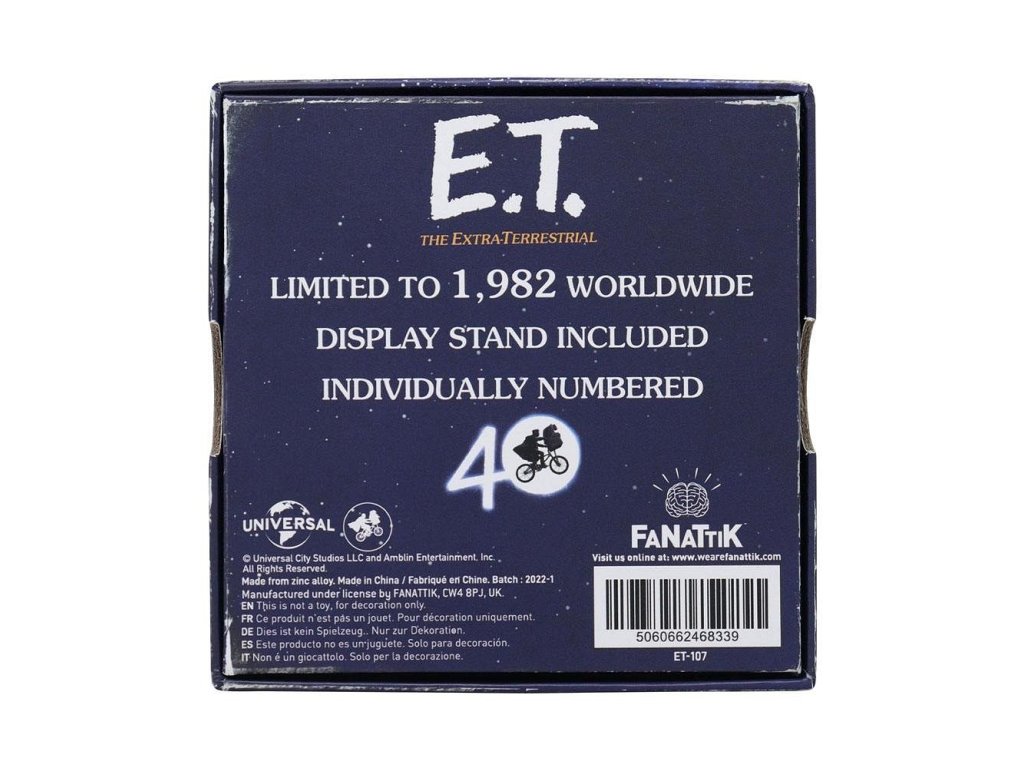 E.T.
THE EXTRA-TERRESTRIAL
LIMITED TO 1,982 WORLDWIDE
DISPLAY STAND INCLUDED
INDIVIDUALLY NUMBERED
40
UNIVERSAL
© Universal City Studios LLC and Amblin Entertainment, Inc.
All Rights Reserved.
Made from zinc alloy. Made in China / Fabriqué en Chine. Batch : 2022-1
Manufactured under license by FANATTIK, CW4 8PJ, UK.
EN This is not a toy, for decoration only.
FR Ce produit n'est pas un jouet. Pour décoration uniquement.
DE Dies ist kein Spielzeug.. Nur zur Dekoration.
ES Este producto no es un juguete. Solo para decoración.
IT Non é un giocattolo. Solo per la decorazione.
FANATTIK
Visit us online at: www.wearefanattik.com
5060662468339
ET-107